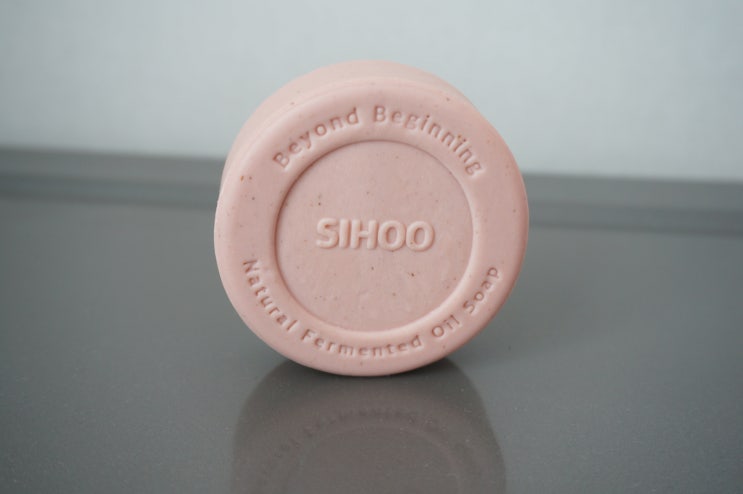 Beyond Beginning
SIHOO
Natural Fermented Oil Soap